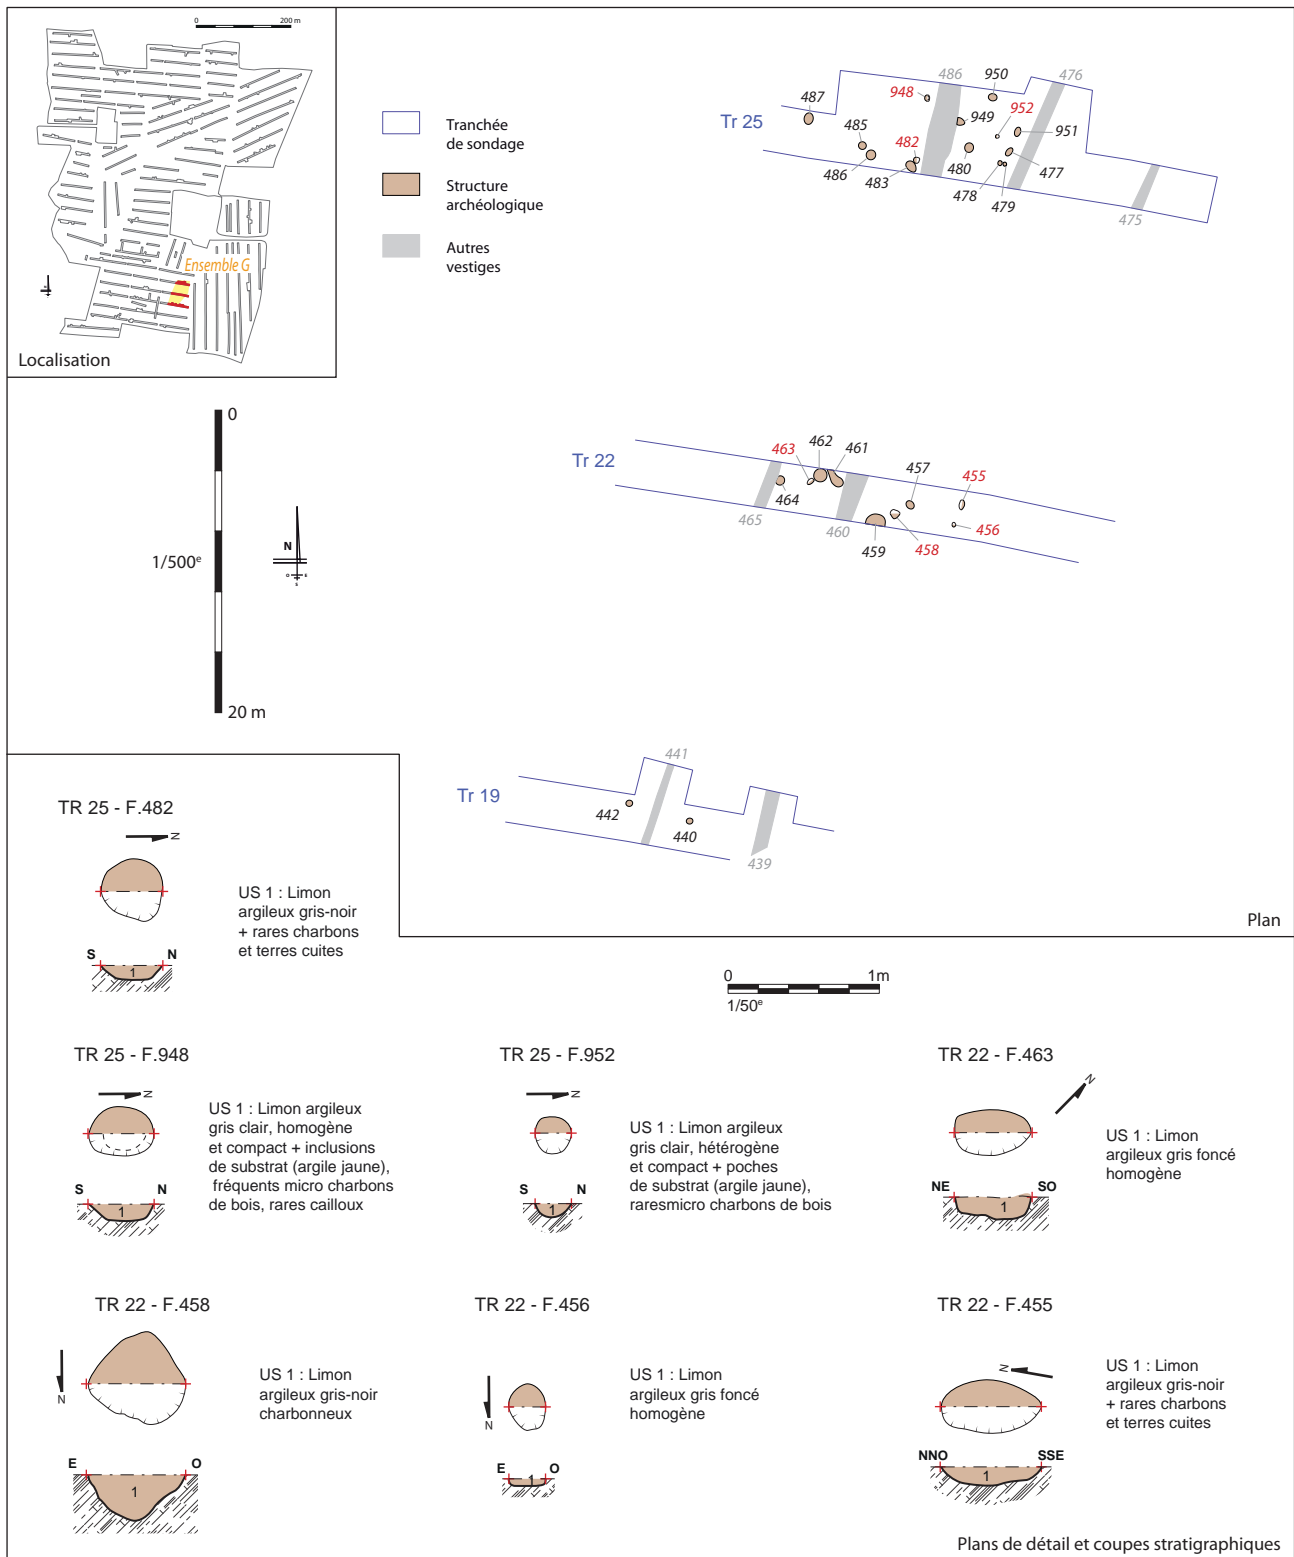 0
200 m
Ensemble G
Localisation
Tranchée
de sondage
Structure
archéologique
Autres
vestiges
Tr 25
487
485
486
948
482
483
486
950
949
480
952
476
951
477
478
479
475
Tr 22
463
462
461
464
465
460
457
459
458
455
456
0
1/500e
20 m
N
O
E
S
Tr 19
441
442
440
439
Plan
TR 25 - F.482
N
US 1 : Limon
argileux gris-noir
+ rares charbons
et terres cuites
S
N
1
0
1m
1/50e
TR 25 - F.948
N
US 1 : Limon argileux
gris clair, homogène
et compact + inclusions
de substrat (argile jaune),
fréquents micro charbons
de bois, rares cailloux
S
N
1
TR 25 - F.952
N
US 1 : Limon argileux
gris clair, hétérogène
et compact + poches
de substrat (argile jaune),
raresmicro charbons de bois
S
N
1
TR 22 - F.463
N
US 1 : Limon
argileux gris foncé
homogène
NE
SO
1
TR 22 - F.458
N
US 1 : Limon
argileux gris-noir
charbonneux
E
O
1
TR 22 - F.456
N
US 1 : Limon
argileux gris foncé
homogène
E
O
1
TR 22 - F.455
N
US 1 : Limon
argileux gris-noir
+ rares charbons
et terres cuites
NNO
SSE
1
Plans de détail et coupes stratigraphiques